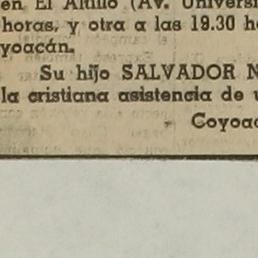 en El Altillo (Av. Univers
horas, y otra a las 19.30 h
oyoacán.
Su hijo SALVADOR N
la cristiana asistencia de
Coyoac